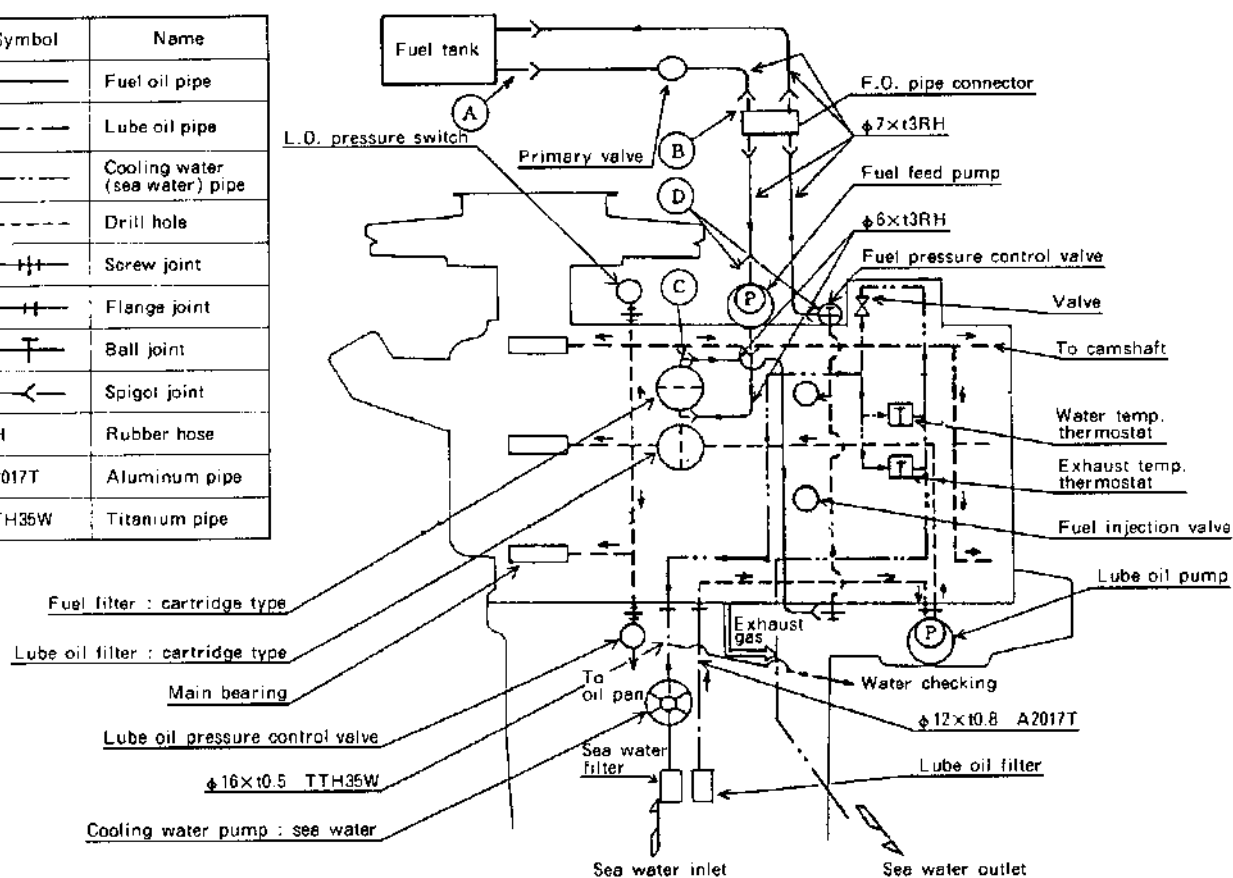 Symbol Name
Fuel oil pipe
Lube oil pipe
Cooling water
(sea water) pipe
Drill hole
Screw joint
Flange joint
Ball joint
Spigot joint
H Rubber hose
2017T Aluminum pipe
TH35W Titanium pipe
Fuel tank
A
L.O. pressure switch
Primary valve
B
F.O. pipe connector
φ7×t3RH
Fuel feed pump
D
φ6×t3RH
Fuel pressure control valve
C
P
Valve
To camshaft
Water temp.
thermostat
Exhaust temp.
thermostat
Fuel injection valve
Lube oil pump
P
Fuel filter : cartridge type
Lube oil filter : cartridge type
Main bearing
Lube oil pressure control valve
φ16×t0.5 TTH35W
Cooling water pump : sea water
Exhaust
gas
To
oil pan
Water checking
φ12×t0.8 A2017T
Sea water
filter
Lube oil filter
Sea water inlet
Sea water outlet